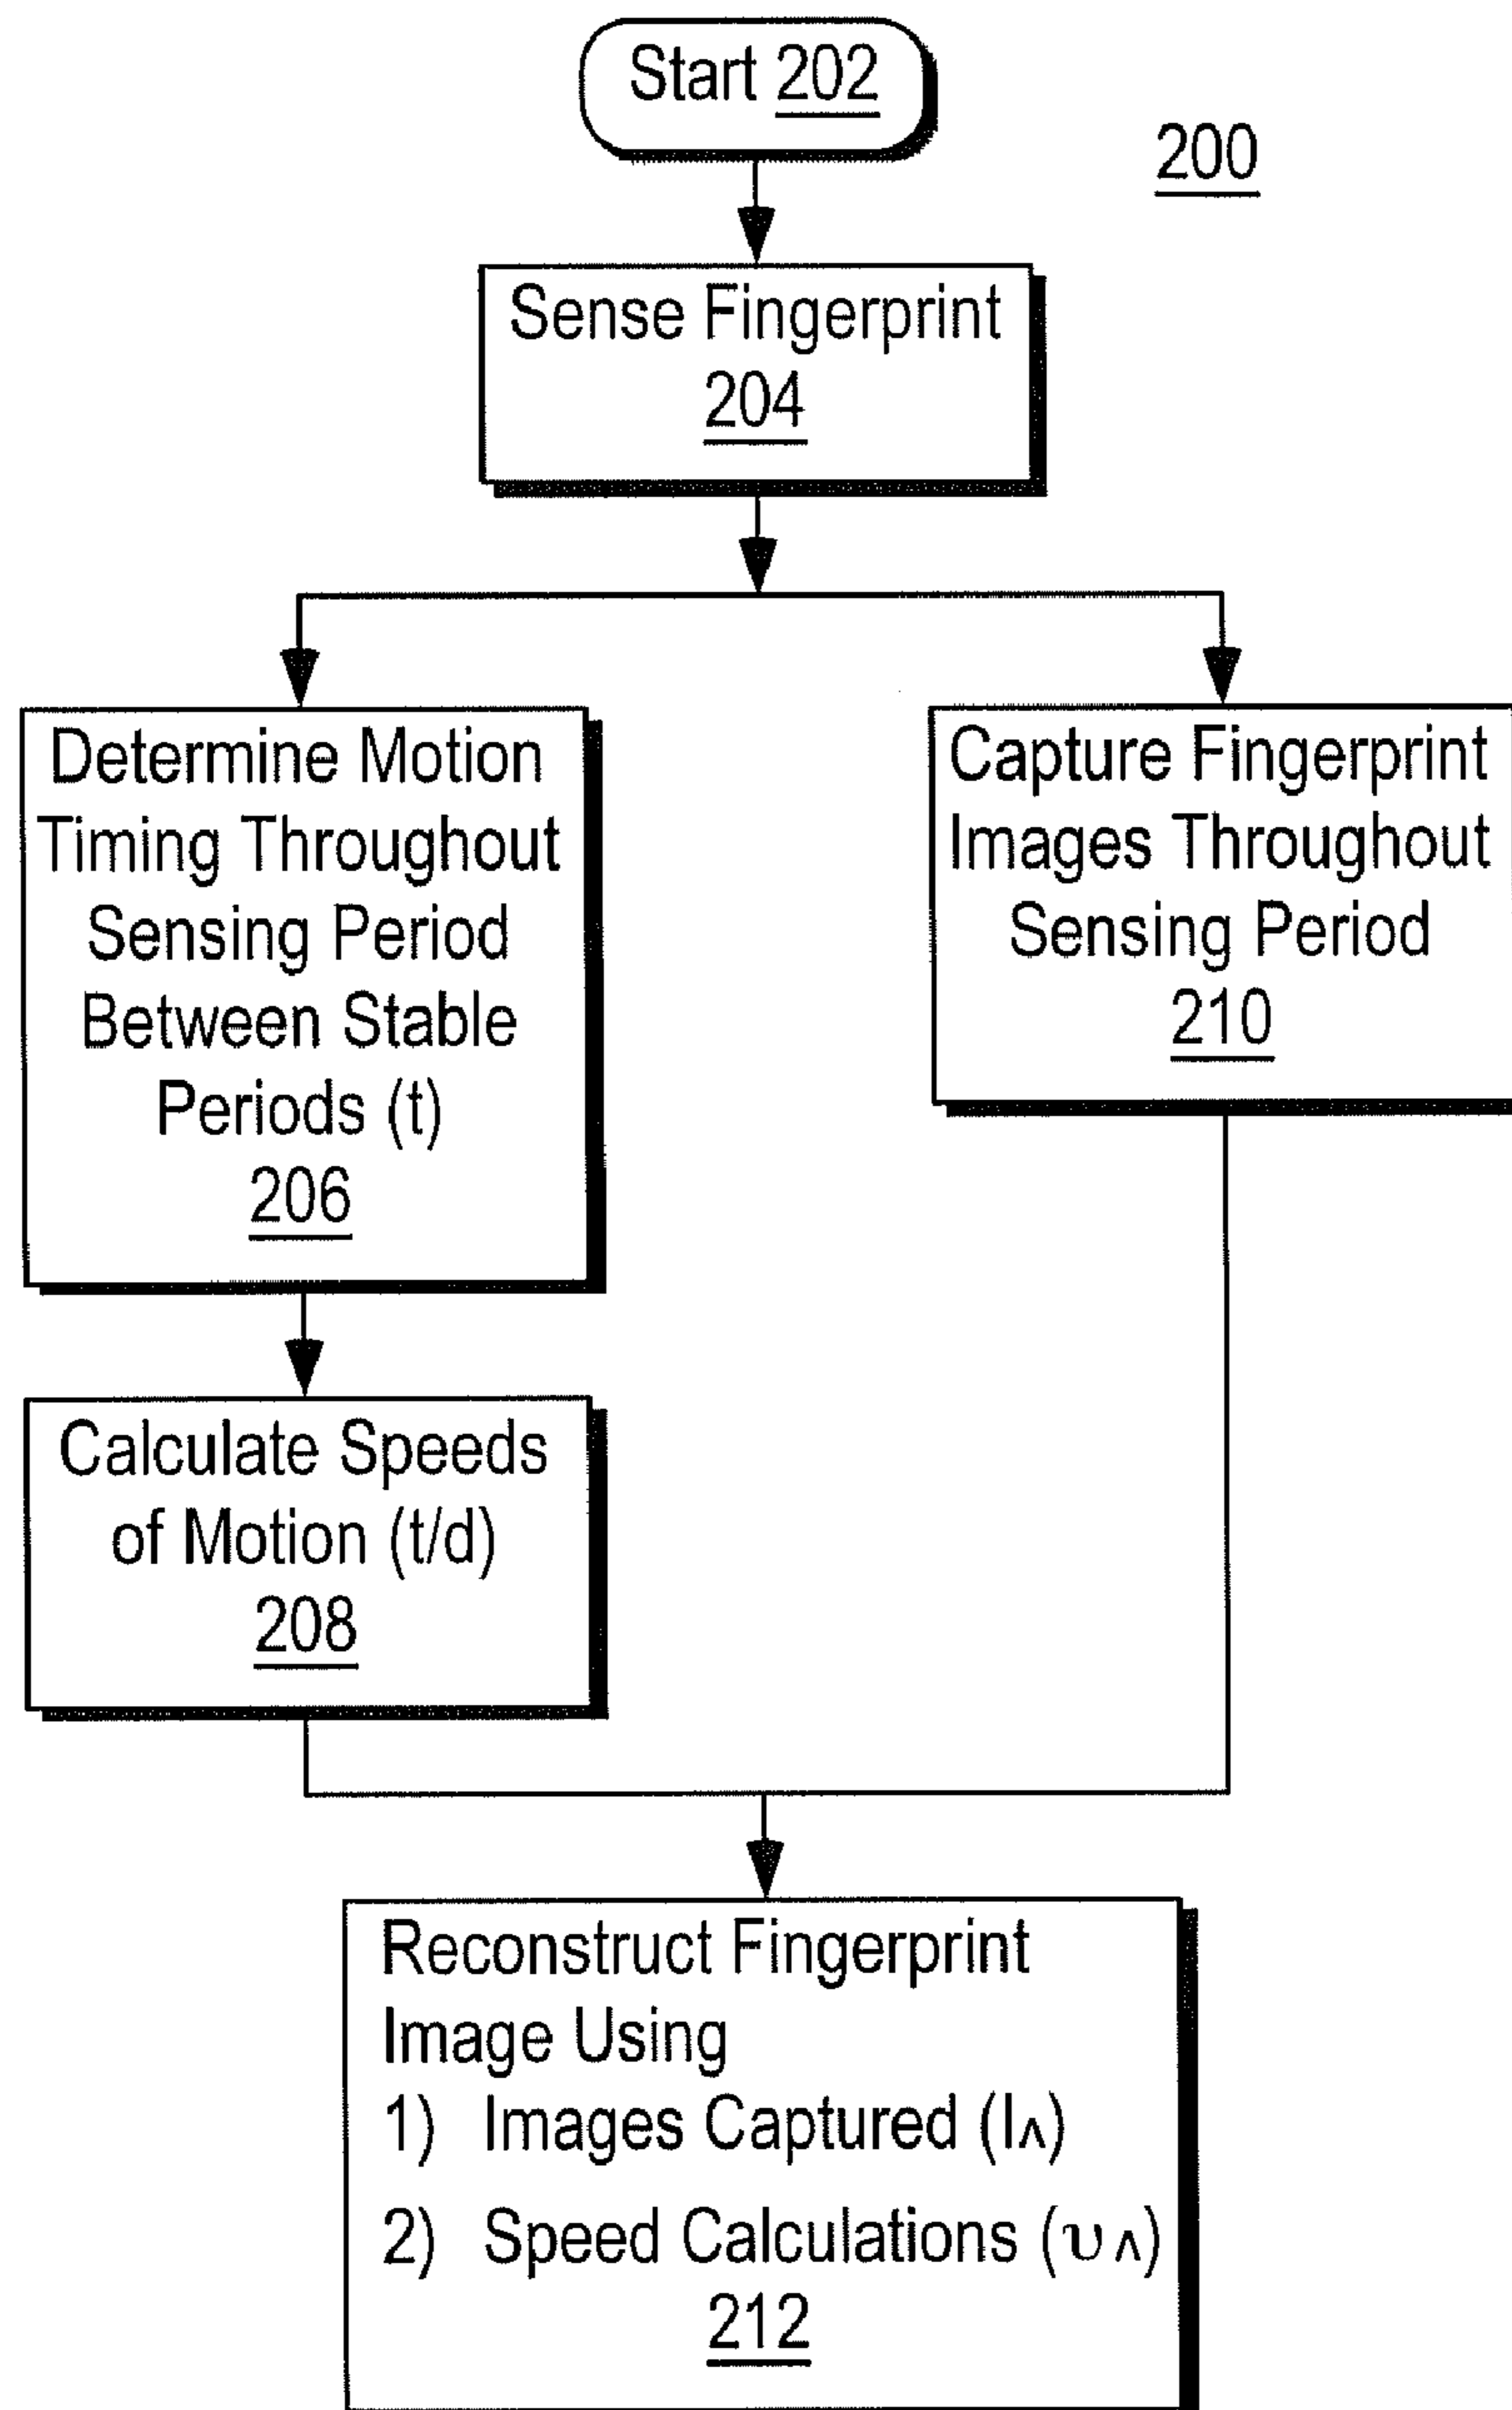 Start 202
200
Sense Fingerprint
204
Determine Motion
Timing Throughout
Sensing Period
Between Stable
Periods (t)
206
Capture Fingerprint
Images Throughout
Sensing Period
210
Calculate Speeds
of Motion (t/d)
208
Reconstruct Fingerprint
Image Using
1) Images Captured (I∧)
2) Speed Calculations (υ∧)
212